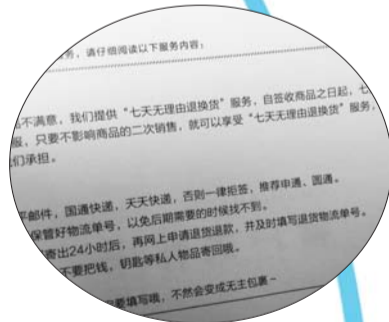 务，请仔细阅读以下服务内容：
不满意，我们提供“七天无理由退换货”服务，自签收商品之日起，七
服，只要不影响商品的二次销售，就可以享受“七天无理由退换货”服务，
们承担。
邮件，国通快递、天天快递，否则一律拒签，推荐申通、圆通。
保管好物流单号，以免后期需要的时候找不到。
寄出24小时后，再网上申请退货退款，并及时填写退货物流单号。
不要把钱，钥匙等私人物品寄回哦。
要填写哦，不然会变成无主包裹~